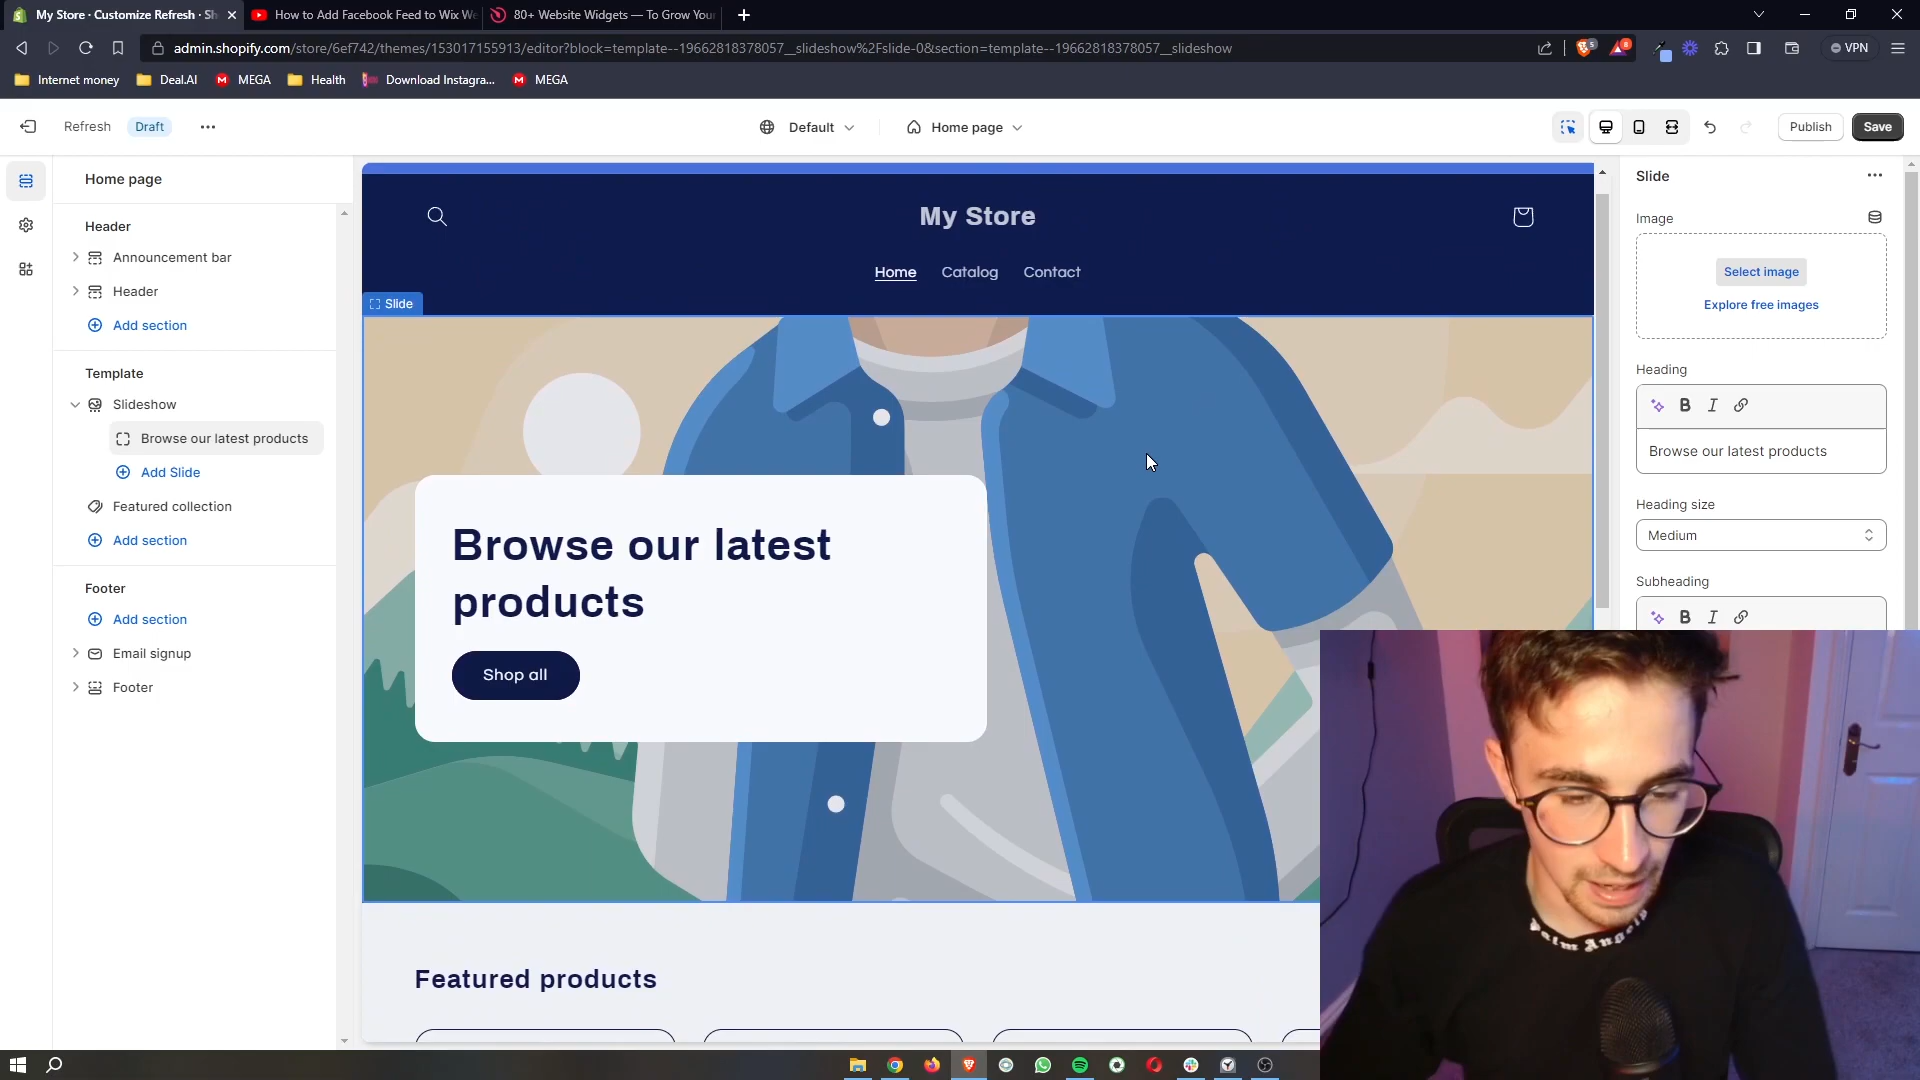 My Store · Customize Refresh · Sh
How to Add Facebook Feed to Wix We
80+ Website Widgets — To Grow Your
admin.shopify.com/store/6ef742/themes/153017155913/editor?block=template--19662818378057__slideshow%2Fslide-0&section=template--19662818378057__slideshow
VPN
Internet money
Deal.AI
MEGA
Health
Download Instagra...
MEGA
Refresh
Draft
Default
Home page
Publish
Save
Home page
Header
Announcement bar
Header
Add section
Template
Slideshow
Browse our latest products
Add Slide
Featured collection
Add section
Footer
Add section
Email signup
Footer
My Store
Home
Catalog
Contact
Slide
Browse our latest
products
Shop all
Featured products
Slide
Image
Select image
Explore free images
Heading
B I
Browse our latest products
Heading size
Medium
Subheading
B I
Palm Angels